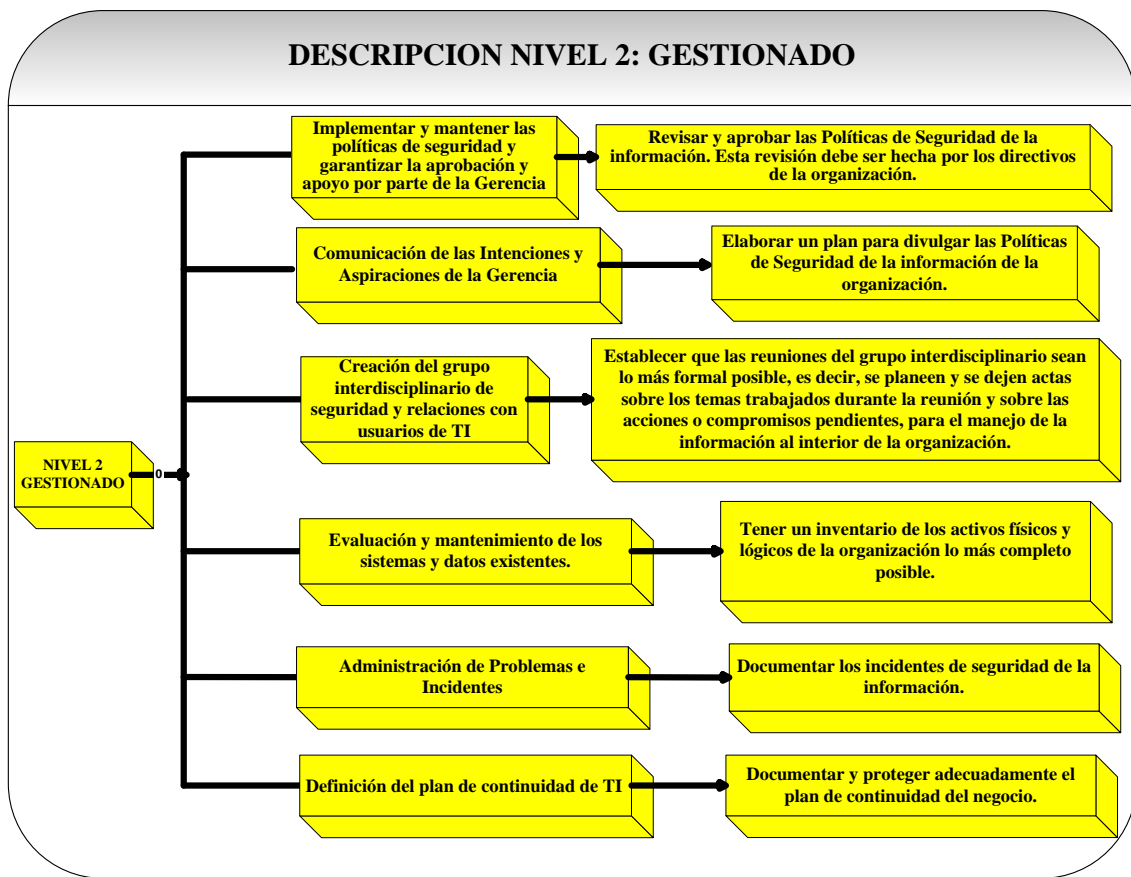 DESCRIPCION NIVEL 2: GESTIONADO
Implementar y mantener las
políticas de seguridad y
garantizar la aprobación y
apoyo por parte de la Gerencia
Revisar y aprobar las Políticas de Seguridad de la
información. Esta revisión debe ser hecha por los directivos
de la organización.
Comunicación de las Intenciones y
Aspiraciones de la Gerencia
Elaborar un plan para divulgar las Políticas
de Seguridad de la información de la
organización.
Creación del grupo
interdisciplinario de
seguridad y relaciones con
usuarios de TI
Establecer que las reuniones del grupo interdisciplinario sean
lo más formal posible, es decir, se planeen y se dejen actas
sobre los temas trabajados durante la reunión y sobre las
acciones o compromisos pendientes, para el manejo de la
información al interior de la organización.
NIVEL 2
GESTIONADO
0
Evaluación y mantenimiento de los
sistemas y datos existentes.
Tener un inventario de los activos físicos y
lógicos de la organización lo más completo
posible.
Administración de Problemas e
Incidentes
Documentar los incidentes de seguridad de la
información.
Definición del plan de continuidad de TI
Documentar y proteger adecuadamente el
plan de continuidad del negocio.